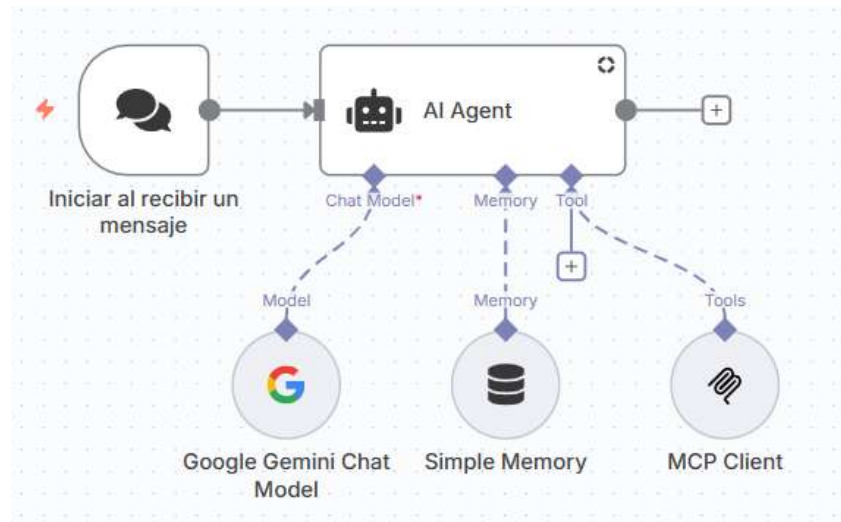 AI Agent
Iniciar al recibir un
mensaje
Chat Model*
Memory
Tool
Model
Memory
Tools
Google Gemini Chat
Model
Simple Memory
MCP Client